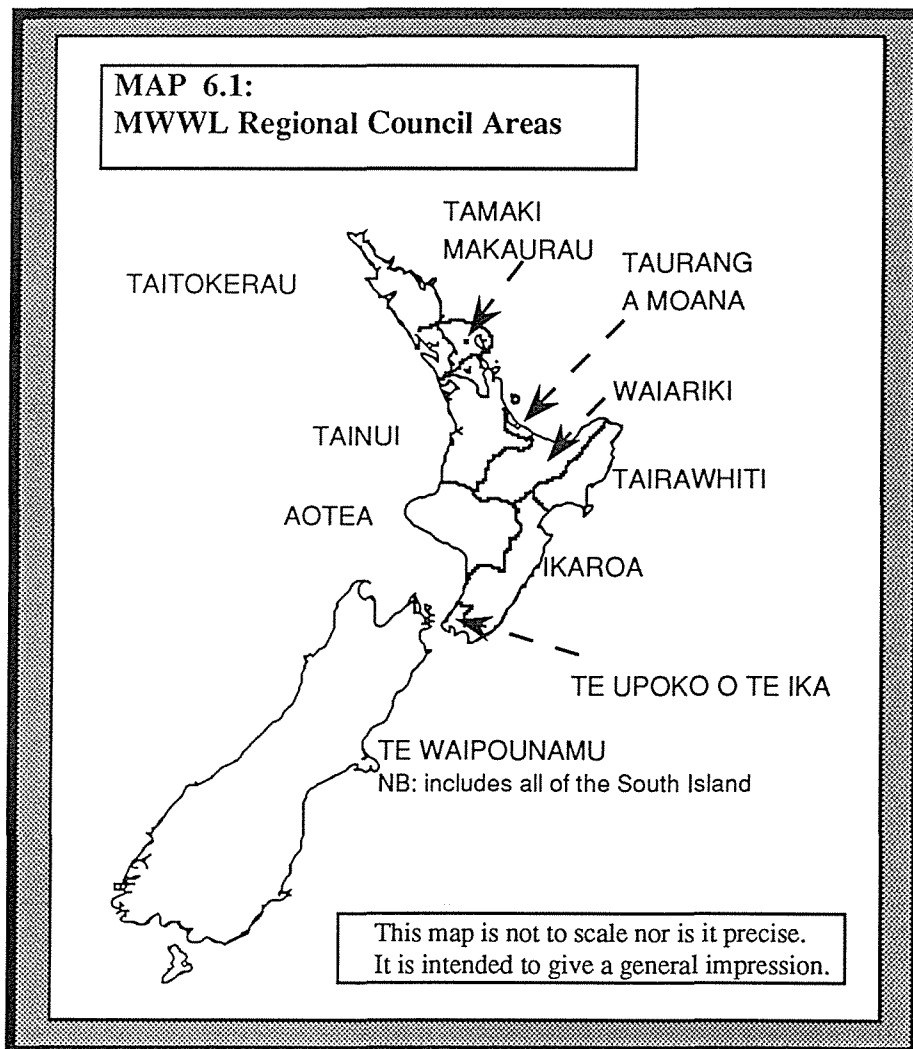 MAP 6.1:
MWWL Regional Council Areas
TAMAKI
MAKAURAU
TAURANG
A MOANA
TAITOKERAU
WAIARIKI
TAINUI
TAIRAWHITI
AOTEA
IKAROA
TE UPOKO O TE IKA
TE WAIPOUNAMU
NB: includes all of the South Island
This map is not to scale nor is it precise.
It is intended to give a general impression.